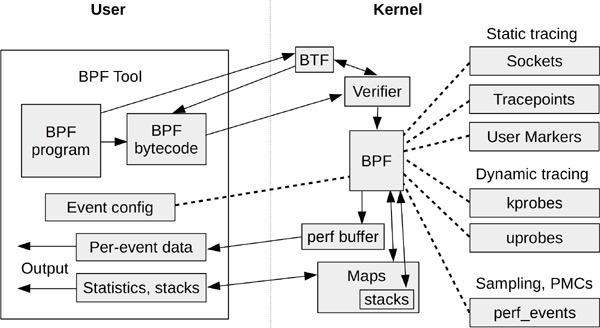 User
Kernel
BPF Tool
BPF
program
BPF
bytecode
Event config
Per-event data
Output
Statistics, stacks
BTF
Verifier
BPF
perf buffer
Maps
stacks
Static tracing
Sockets
Tracepoints
User Markers
Dynamic tracing
kprobes
uprobes
Sampling, PMCs
perf_events